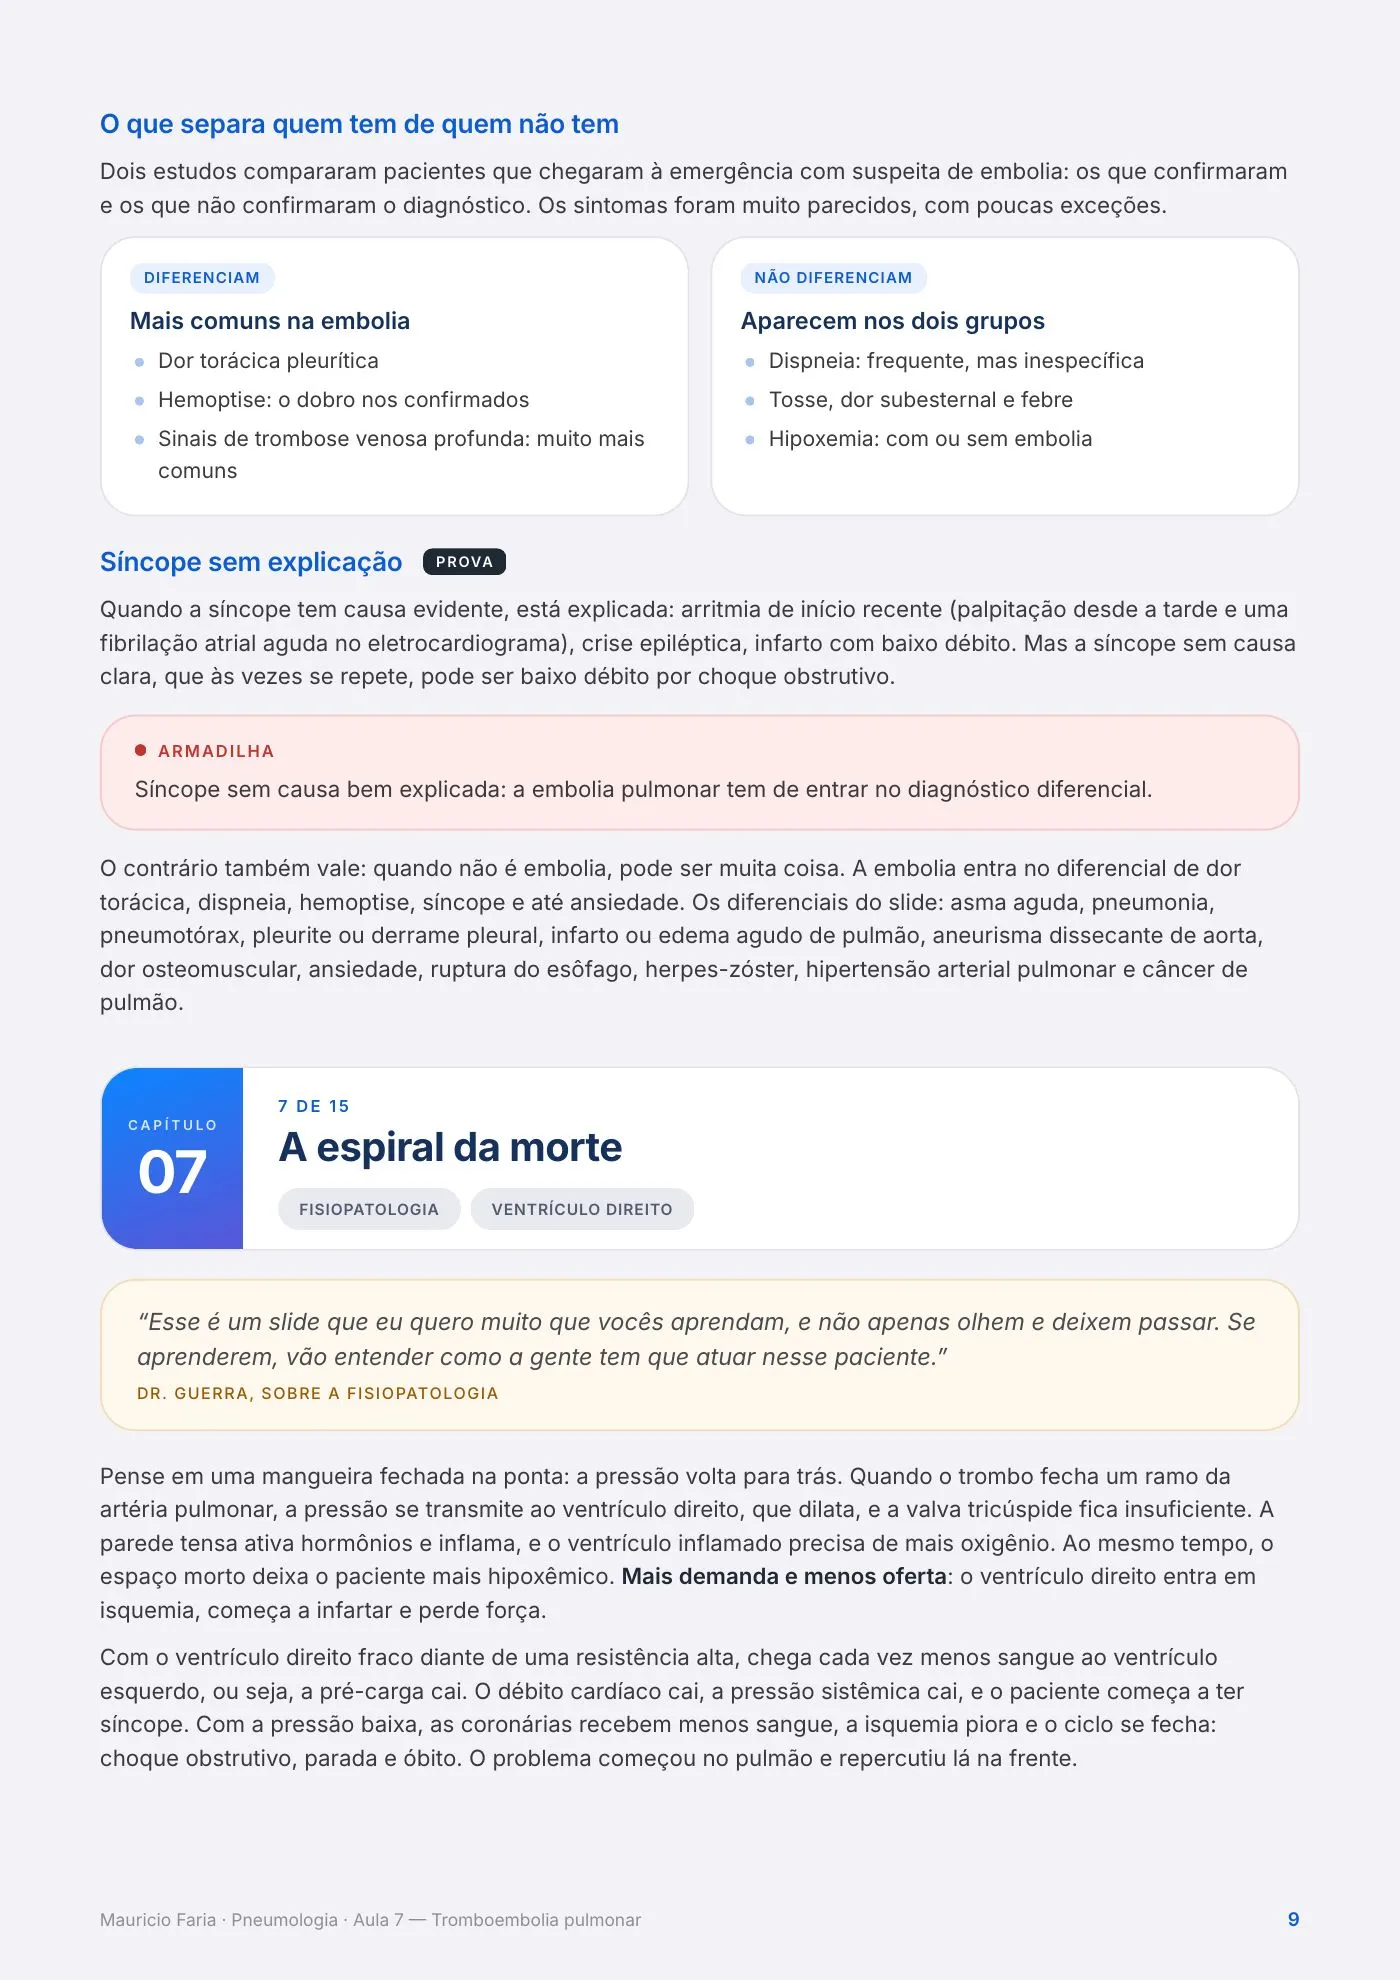 O que separa quem tem de quem não tem
Dois estudos compararam pacientes que chegaram à emergência com suspeita de embolia: os que confirmaram
e os que não confirmaram o diagnóstico. Os sintomas foram muito parecidos, com poucas exceções.
DIFERENCIAM
Mais comuns na embolia
Dor torácica pleurítica
Hemoptise: o dobro nos confirmados
Sinais de trombose venosa profunda: muito mais
comuns
NÃO DIFERENCIAM
Aparecem nos dois grupos
Dispneia: frequente, mas inespecífica
Tosse, dor subesternal e febre
Hipoxemia: com ou sem embolia
Síncope sem explicação PROVA
Quando a síncope tem causa evidente, está explicada: arritmia de início recente (palpitação desde a tarde e uma
fibrilação atrial aguda no eletrocardiograma), crise epiléptica, infarto com baixo débito. Mas a síncope sem causa
clara, que às vezes se repete, pode ser baixo débito por choque obstrutivo.
ARMADILHA
Síncope sem causa bem explicada: a embolia pulmonar tem de entrar no diagnóstico diferencial.
O contrário também vale: quando não é embolia, pode ser muita coisa. A embolia entra no diferencial de dor
torácica, dispneia, hemoptise, síncope e até ansiedade. Os diferenciais do slide: asma aguda, pneumonia,
pneumotórax, pleurite ou derrame pleural, infarto ou edema agudo de pulmão, aneurisma dissecante de aorta,
dor osteomuscular, ansiedade, ruptura do esôfago, herpes-zóster, hipertensão arterial pulmonar e câncer de
pulmão.
CAPÍTULO
07
7 DE 15
A espiral da morte
FISIOPATOLOGIA VENTRÍCULO DIREITO
“Esse é um slide que eu quero muito que vocês aprendam, e não apenas olhem e deixem passar. Se
aprenderem, vão entender como a gente tem que atuar nesse paciente.”
DR. GUERRA, SOBRE A FISIOPATOLOGIA
Pense em uma mangueira fechada na ponta: a pressão volta para trás. Quando o trombo fecha um ramo da
artéria pulmonar, a pressão se transmite ao ventrículo direito, que dilata, e a valva tricúspide fica insuficiente. A
parede tensa ativa hormônios e inflama, e o ventrículo inflamado precisa de mais oxigênio. Ao mesmo tempo, o
espaço morto deixa o paciente mais hipoxêmico. Mais demanda e menos oferta: o ventrículo direito entra em
isquemia, começa a infartar e perde força.
Com o ventrículo direito fraco diante de uma resistência alta, chega cada vez menos sangue ao ventrículo
esquerdo, ou seja, a pré-carga cai. O débito cardíaco cai, a pressão sistêmica cai, e o paciente começa a ter
síncope. Com a pressão baixa, as coronárias recebem menos sangue, a isquemia piora e o ciclo se fecha:
choque obstrutivo, parada e óbito. O problema começou no pulmão e repercutiu lá na frente.
Mauricio Faria · Pneumologia · Aula 7 — Tromboembolia pulmonar
9